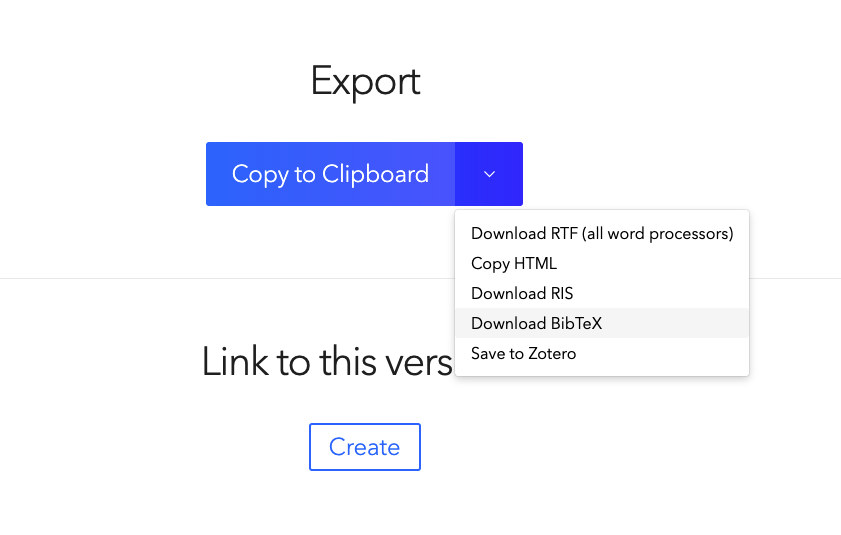 Export
Copy to Clipboard
Download RTF (all word processors)
Copy HTML
Download RIS
Download BibTeX
Save to Zotero
Link to this vers
Create